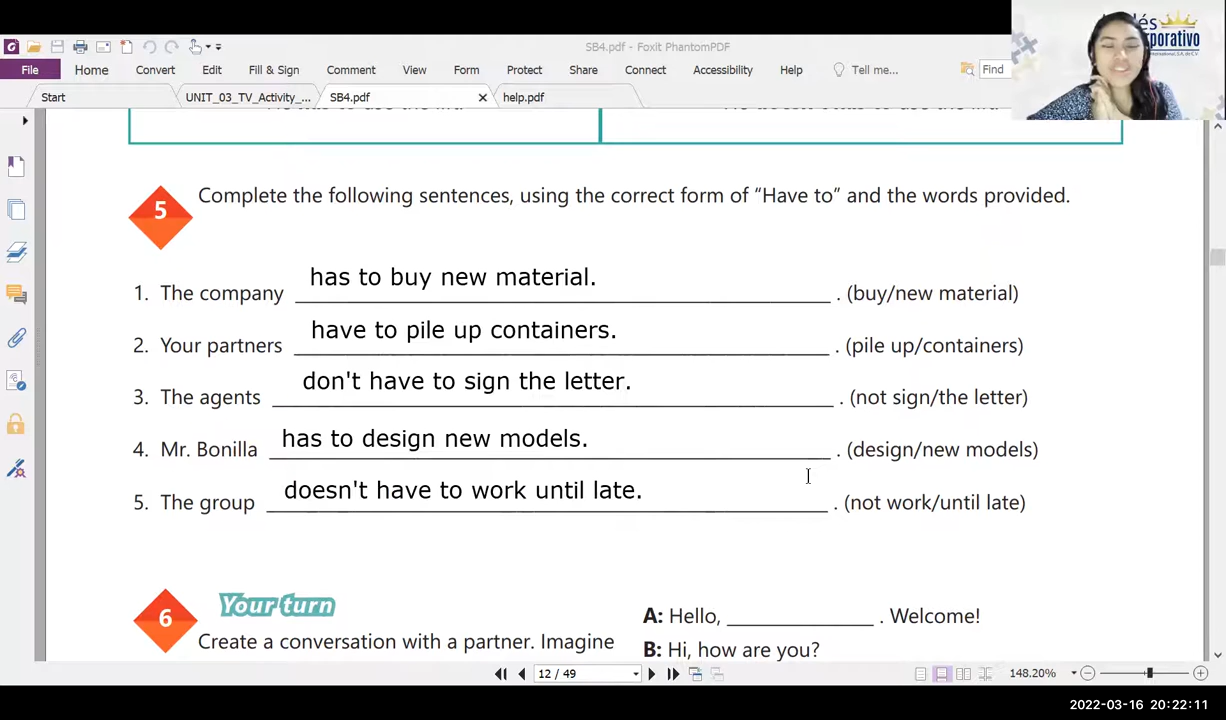 SB4.pdf - Foxit PhantomPDF
File Home Convert Edit Fill & Sign Comment View Form Protect Share Connect Accessibility Help Tell me... Find
Start UNIT_03_TV_Activity_... SB4.pdf help.pdf
5 Complete the following sentences, using the correct form of “Have to” and the words provided.
1. The company has to buy new material. . (buy/new material)
2. Your partners have to pile up containers. . (pile up/containers)
3. The agents don't have to sign the letter. . (not sign/the letter)
4. Mr. Bonilla has to design new models. . (design/new models)
5. The group doesn't have to work until late. . (not work/until late)
6 Your turn
Create a conversation with a partner. Imagine
A: Hello, ______________ . Welcome!
B: Hi, how are you?
12 / 49 148.20%
2022-03-16 20:22:11